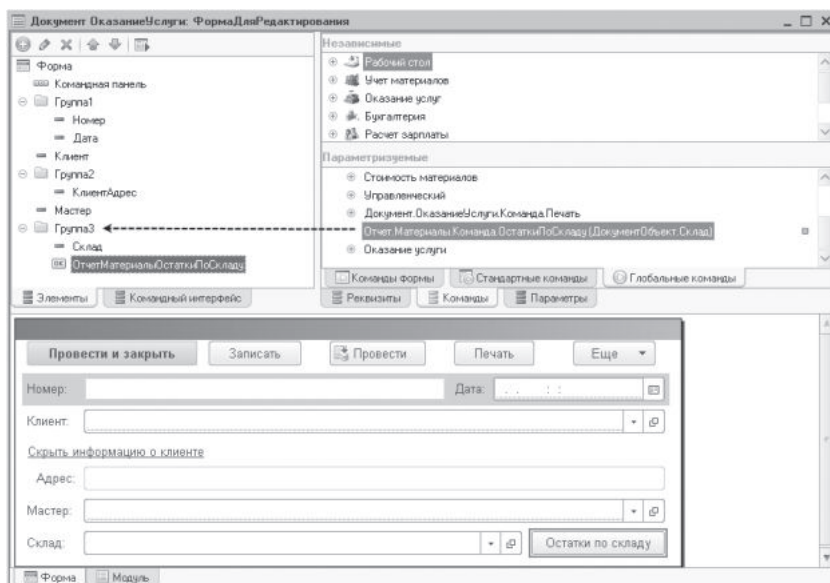 Документ ОказаниеУслуги: ФормаДляРедактирования
Форма
Командная панель
Группа1
Номер
Дата
Клиент
Группа2
КлиентАдрес
Мастер
Группа3
Склад
ОтчетМатериалыОстаткиПоСкладу
Элементы
Командный интерфейс
Независимые
Рабочий стол
Учет материалов
Оказание услуг
Бухгалтерия
Расчет зарплаты
Параметризуемые
Стоимость материалов
Управленческий
Документ.ОказаниеУслуги.Команда.Печать
Отчет.Материалы.Команда.ОстаткиПоСкладу (ДокументОбъект.Склад)
Оказание услуги
Команды формы
Стандартные команды
Глобальные команды
Реквизиты
Команды
Параметры
Провести и закрыть
Записать
Провести
Печать
Еще
Номер:
Дата: . . : :
Клиент:
Скрыть информацию о клиенте
Адрес:
Мастер:
Склад:
Остатки по складу
Форма
Модуль